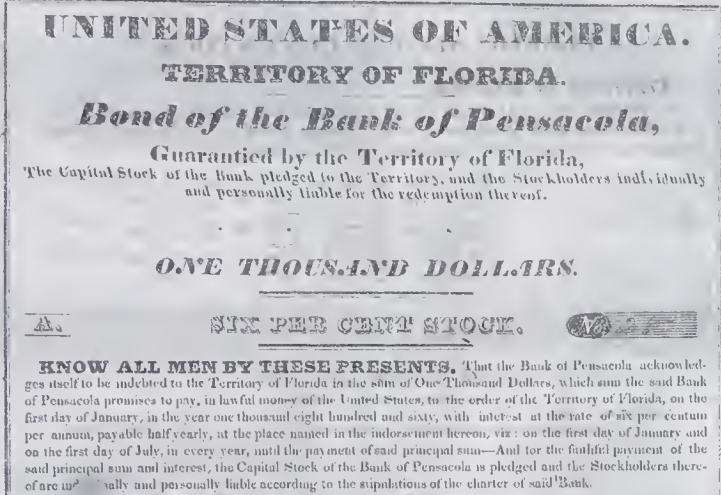 UNITED STATES OF AMERICA.
TERRITORY OF FLORIDA.
Bond of the Bank of Pensacola,
Guarantied by the Territory of Florida,
The Capital Stock of the Bank pledged to the Territory, and the Stockholders individually
and personally liable for the redemption thereof.
ONE THOUSAND DOLLARS.
A. SIX PER CENT STOCK. No
KNOW ALL MEN BY THESE PRESENTS, That the Bank of Pensacola acknowled-
ges itself to be indebted to the Territory of Florida in the sum of One Thousand Dollars, which sum the said Bank
of Pensacola promises to pay, in lawful money of the United States, to the order of the Territory of Florida, on the
first day of January, in the year one thousand eight hundred and sixty, with interest at the rate of six per centum
per annum, payable half yearly, at the place named in the indorsement hereon, viz: on the first day of January and
on the first day of July, in every year, until the payment of said principal sum—And for the faithful payment of the
said principal sum and interest, the Capital Stock of the Bank of Pensacola is pledged and the Stockholders there-
of are and personally liable according to the stipulations of the charter of said Bank.